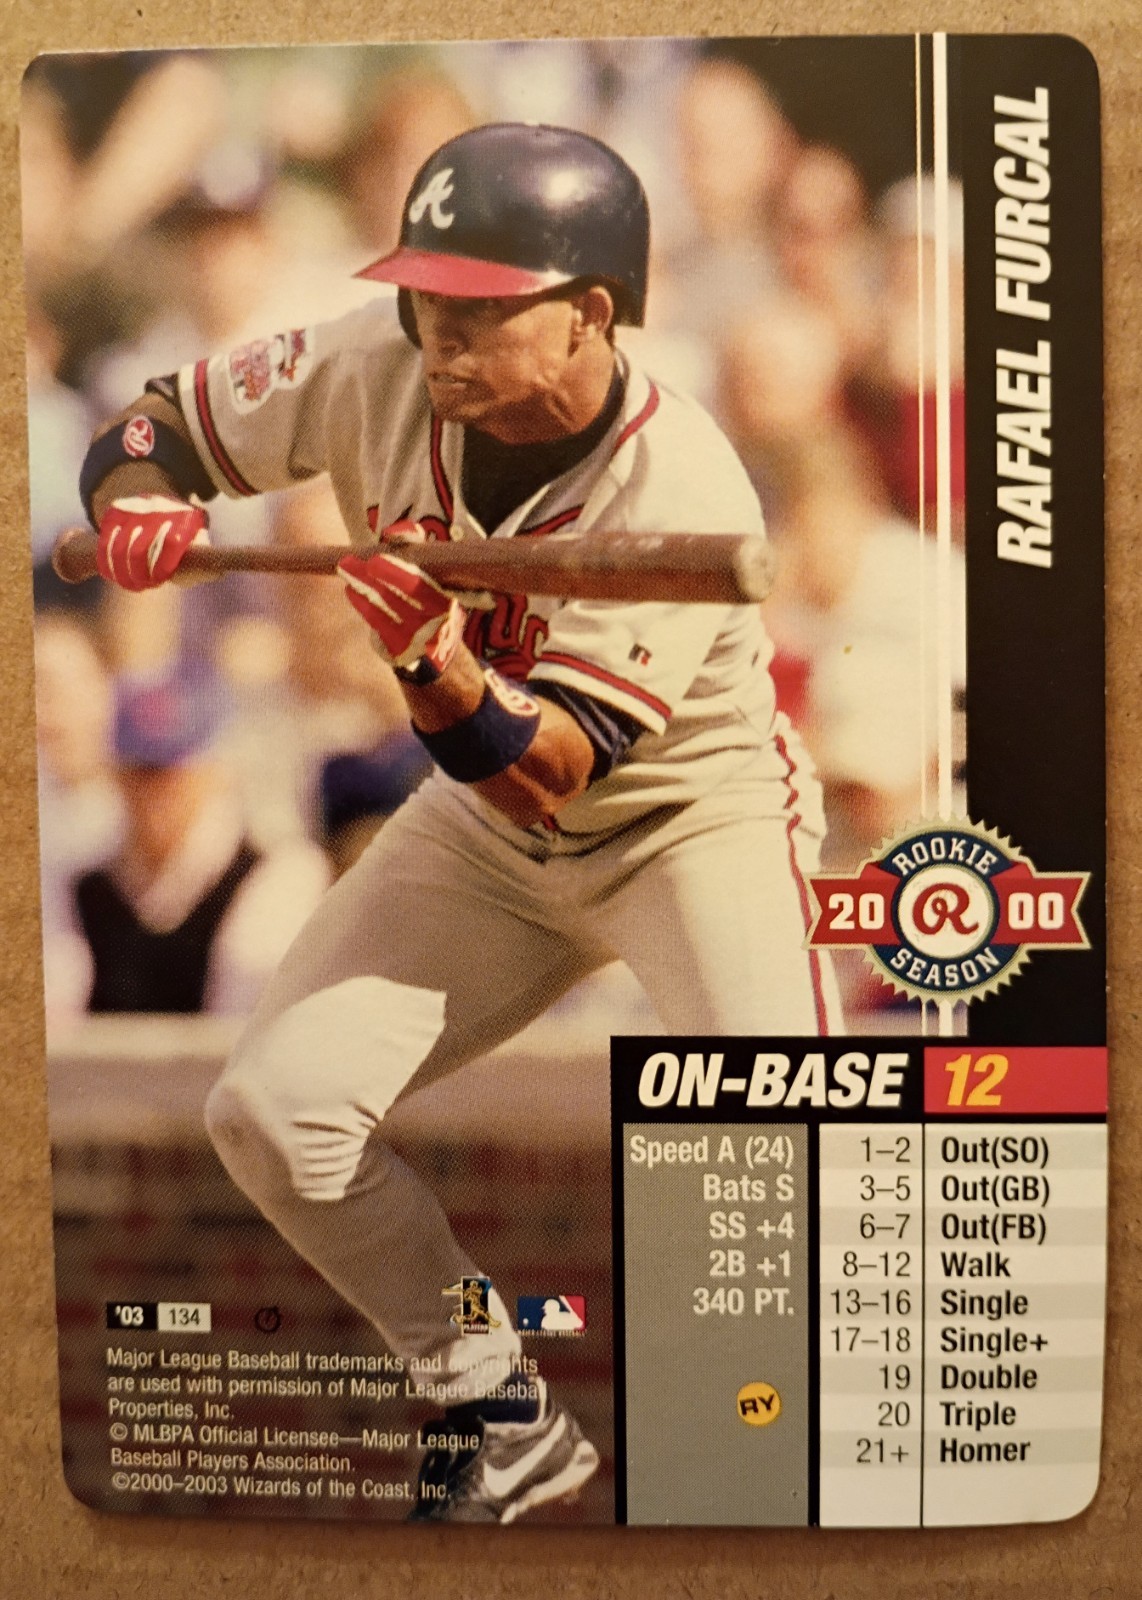 RAFAEL FURCAL
ROOKIE
20 R 00
SEASON
A
ON-BASE 12
Speed A (24)
Bats S
SS +4
2B +1
340 PT.
RY
1–2 Out(SO)
3–5 Out(GB)
6–7 Out(FB)
8–12 Walk
13–16 Single
17–18 Single+
19 Double
20 Triple
21+ Homer
'03 134
Major League Baseball trademarks and copyrights
are used with permission of Major League Baseball
Properties, Inc.
© MLBPA Official Licensee—Major League
Baseball Players Association.
©2000–2003 Wizards of the Coast, Inc.